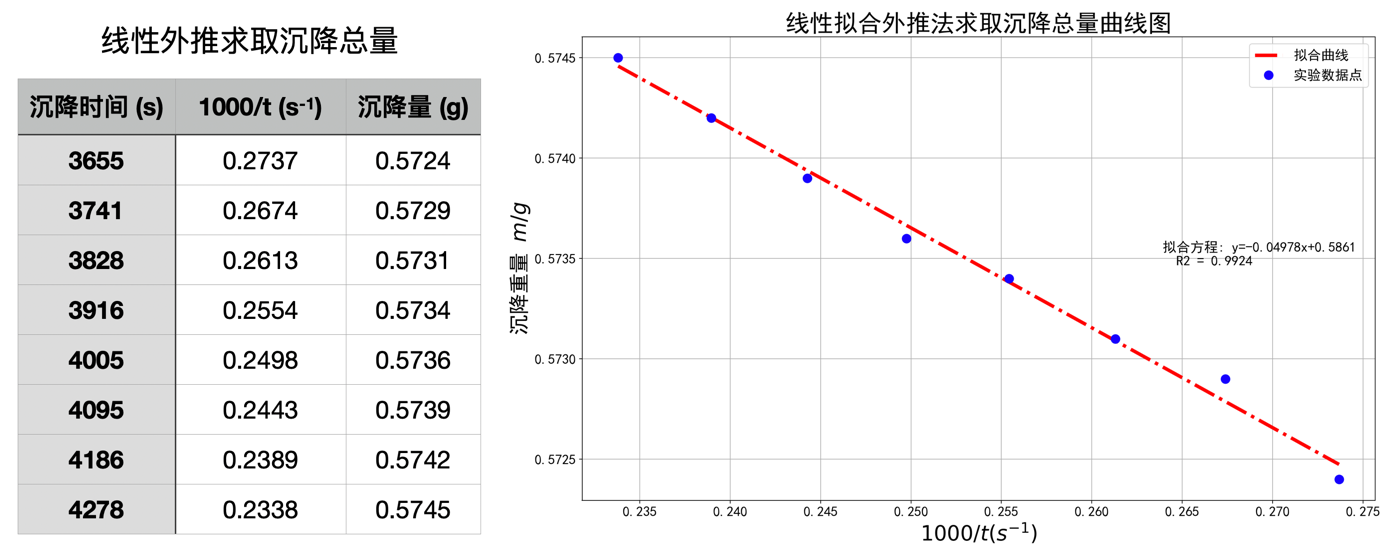 线性外推求取沉降总量
沉降时间 (s) 1000/t (s-1) 沉降量 (g)
3655 0.2737 0.5724
3741 0.2674 0.5729
3828 0.2613 0.5731
3916 0.2554 0.5734
4005 0.2498 0.5736
4095 0.2443 0.5739
4186 0.2389 0.5742
4278 0.2338 0.5745
线性拟合外推法求取沉降总量曲线图
拟合曲线
实验数据点
0.5745
0.5740
0.5735
0.5730
0.5725
沉降重量 m/g
拟合方程: y=-0.04978x+0.5861
R2 = 0.9924
0.235 0.240 0.245 0.250 0.255 0.260 0.265 0.270 0.275
1000/t(s⁻¹)